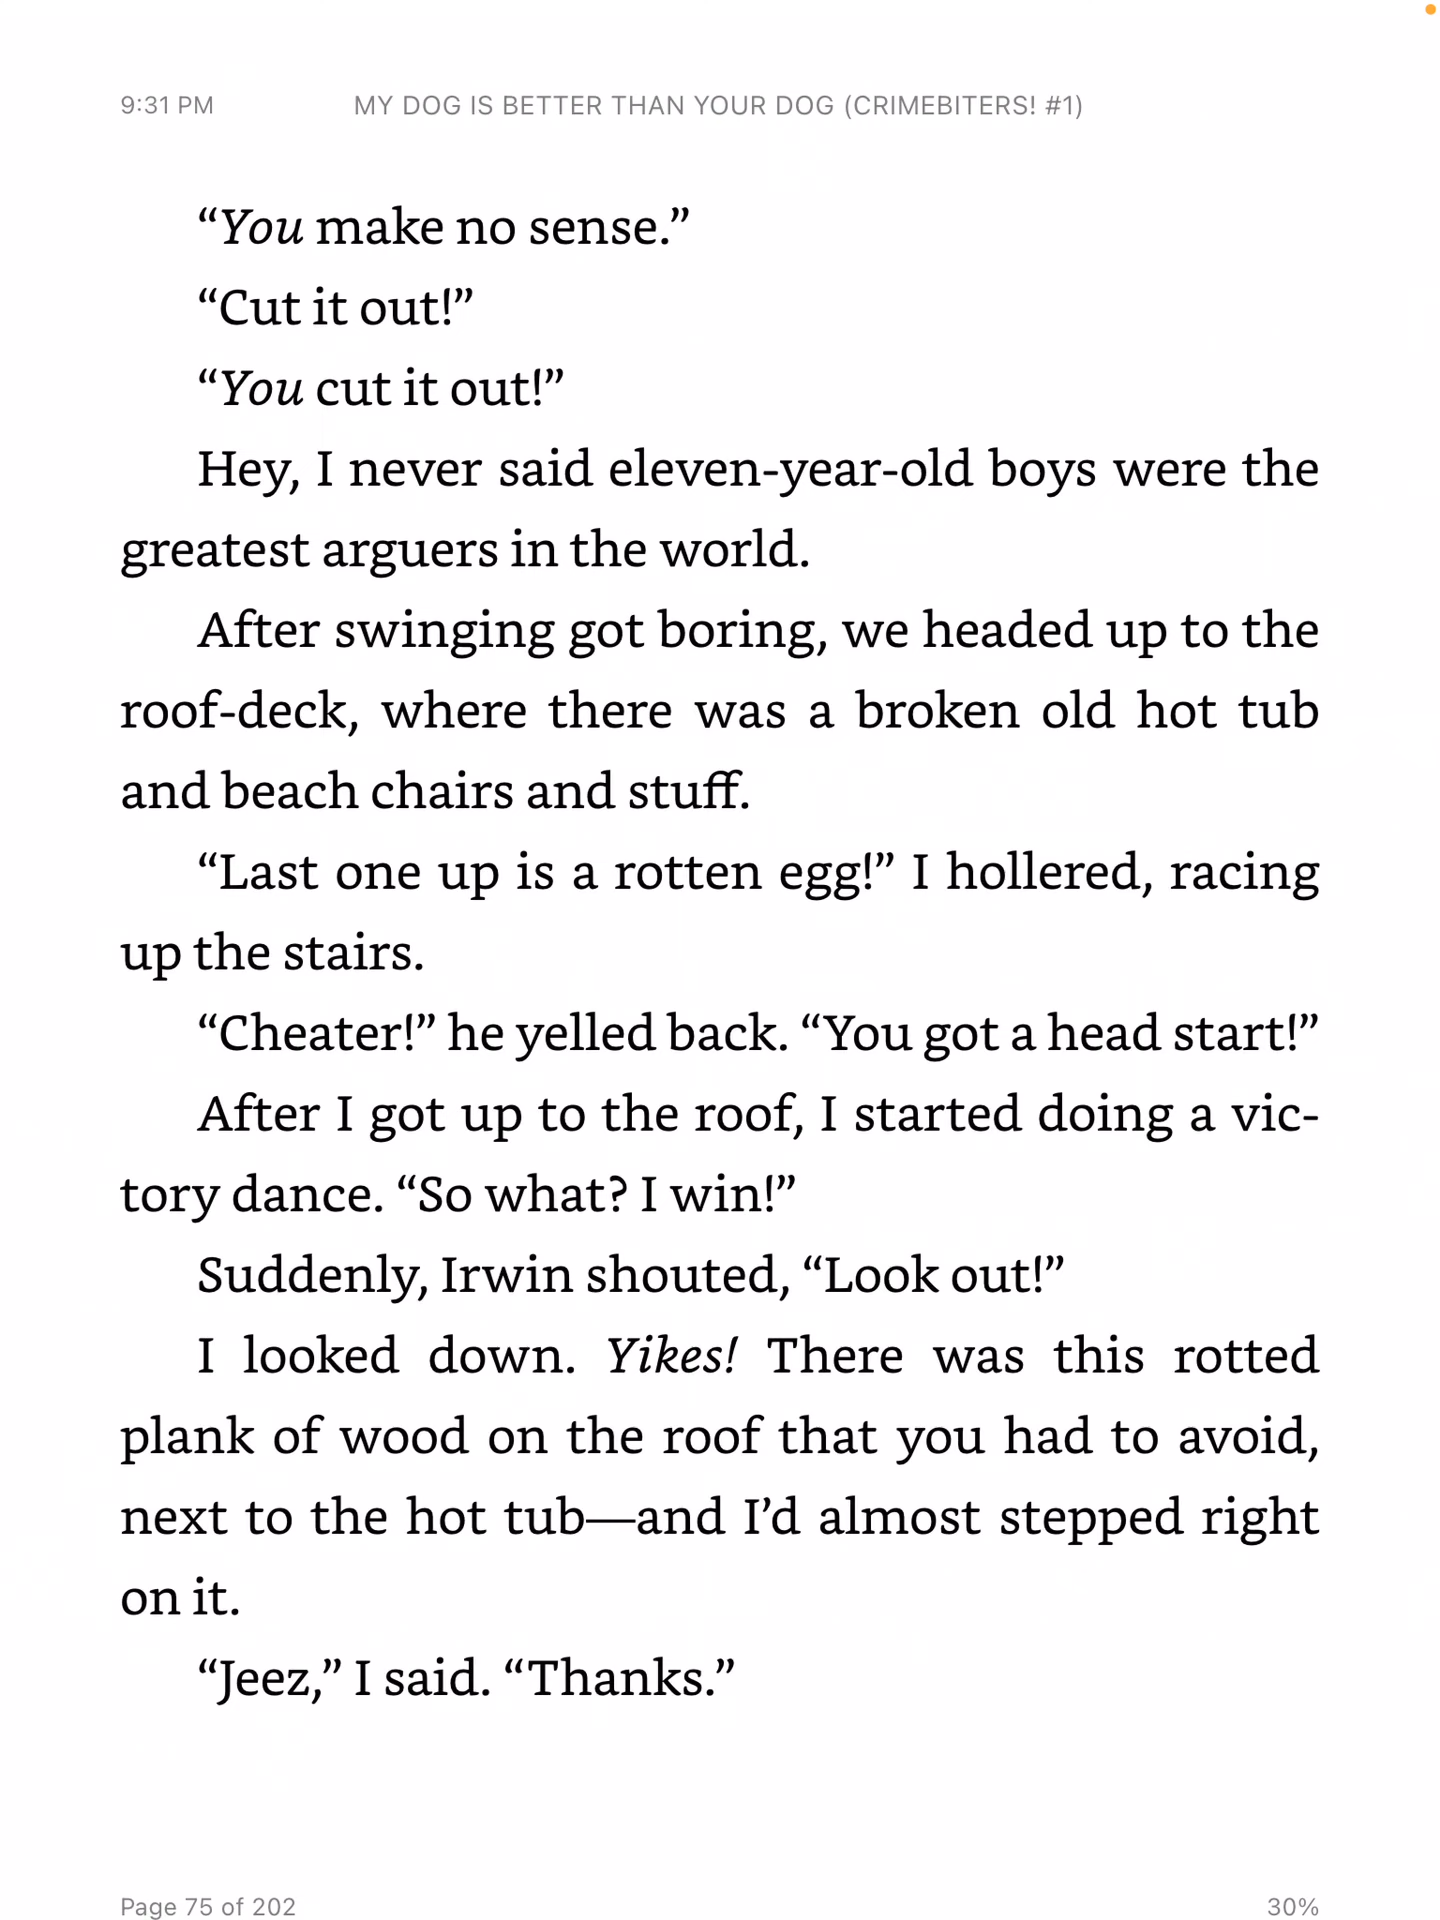 9:31 PM MY DOG IS BETTER THAN YOUR DOG (CRIMEBITERS! #1)
“You make no sense.”
“Cut it out!”
“You cut it out!”
Hey, I never said eleven-year-old boys were the
greatest arguers in the world.
After swinging got boring, we headed up to the
roof-deck, where there was a broken old hot tub
and beach chairs and stuff.
“Last one up is a rotten egg!” I hollered, racing
up the stairs.
“Cheater!” he yelled back. “You got a head start!”
After I got up to the roof, I started doing a vic-
tory dance. “So what? I win!”
Suddenly, Irwin shouted, “Look out!”
I looked down. Yikes! There was this rotted
plank of wood on the roof that you had to avoid,
next to the hot tub—and I’d almost stepped right
on it.
“Jeez,” I said. “Thanks.”
Page 75 of 202 30%